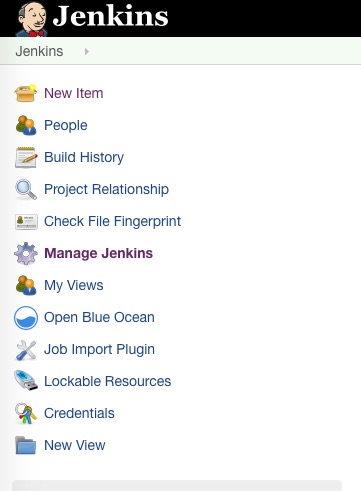 Jenkins
Jenkins
New Item
People
Build History
Project Relationship
Check File Fingerprint
Manage Jenkins
My Views
Open Blue Ocean
Job Import Plugin
Lockable Resources
Credentials
New View